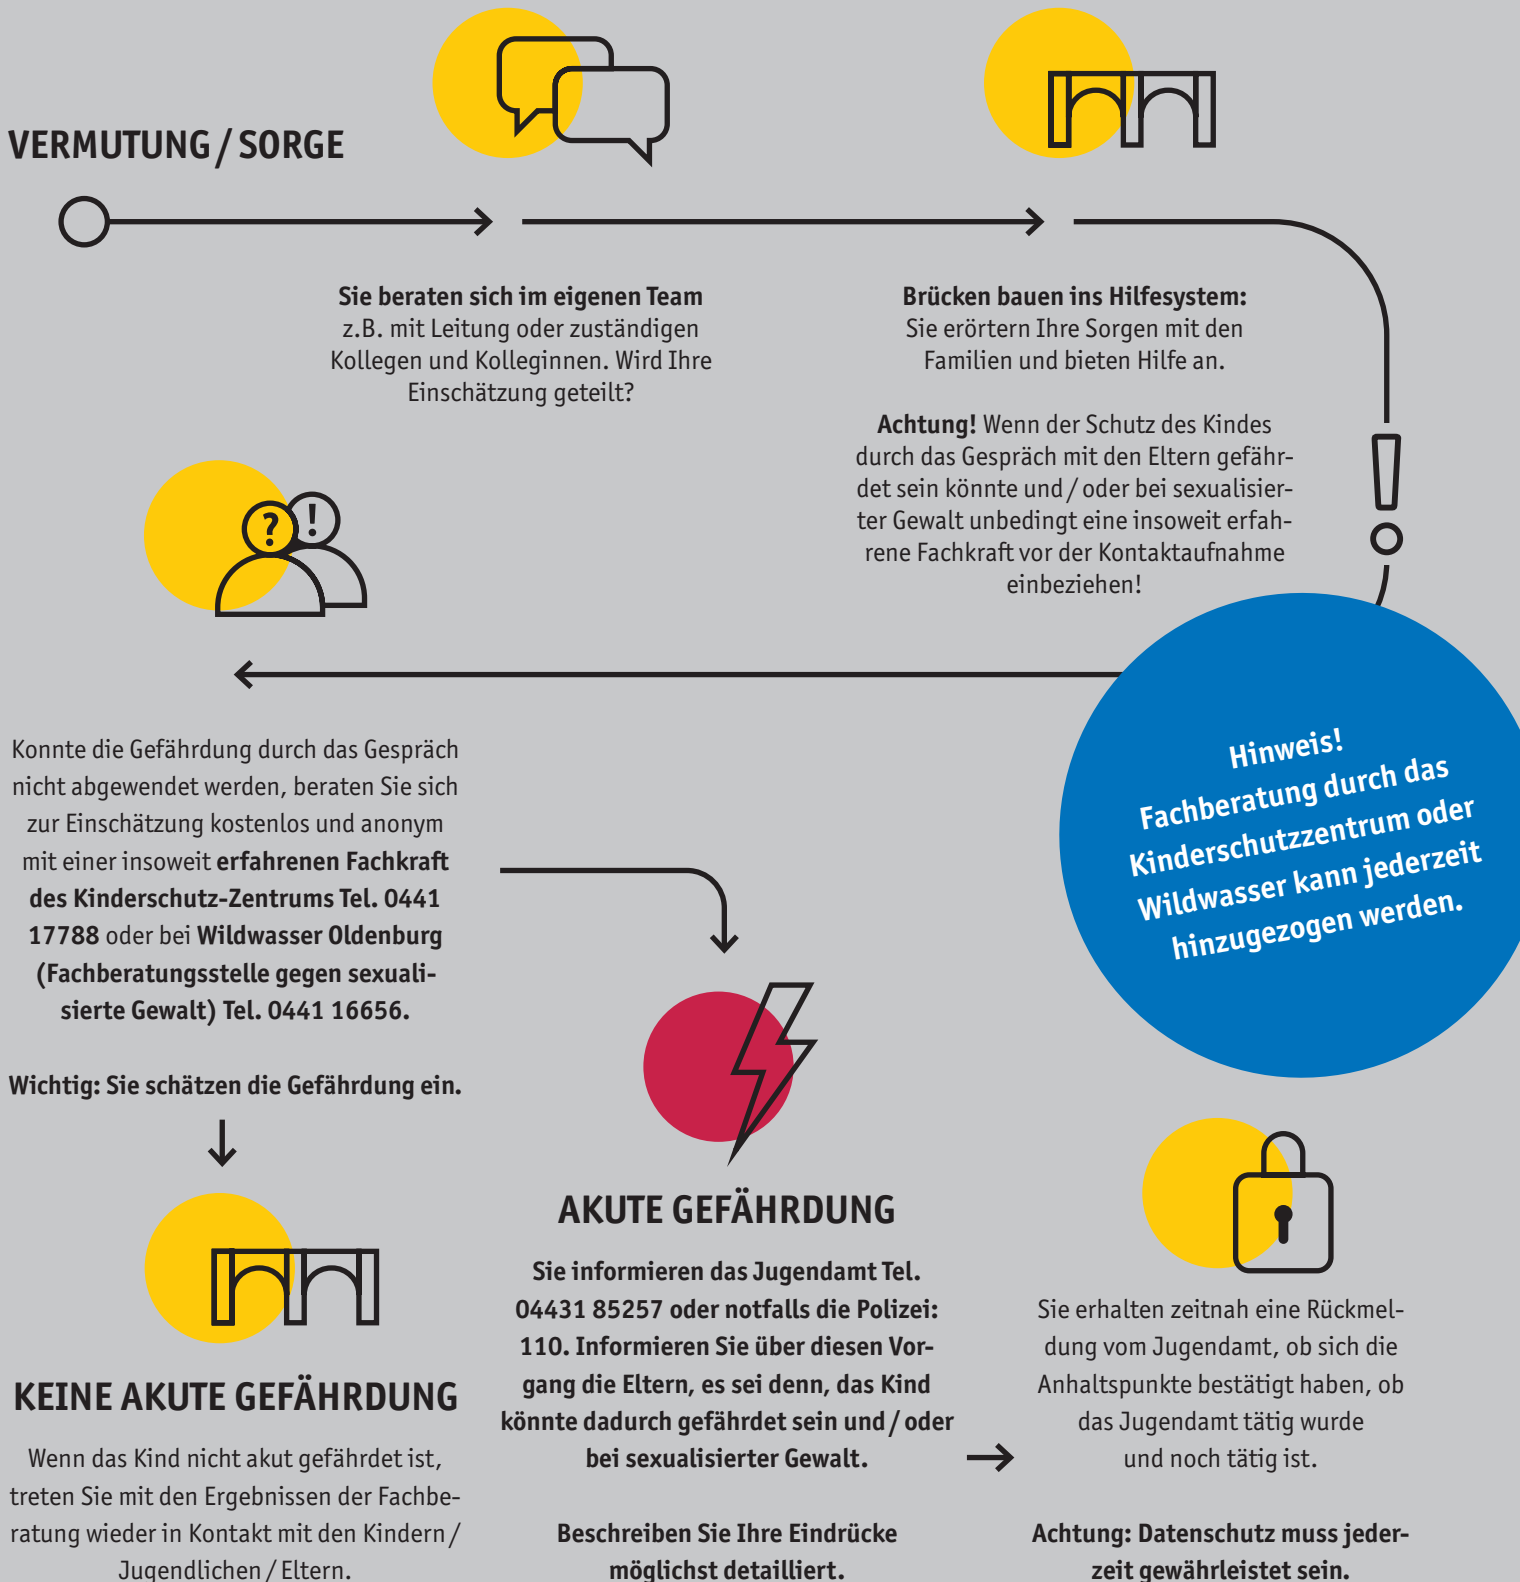 VERMUTUNG / SORGE
Sie beraten sich im eigenen Team
z.B. mit Leitung oder zuständigen
Kollegen und Kolleginnen. Wird Ihre
Einschätzung geteilt?
Brücken bauen ins Hilfesystem:
Sie erörtern Ihre Sorgen mit den
Familien und bieten Hilfe an.
Achtung! Wenn der Schutz des Kindes
durch das Gespräch mit den Eltern gefähr-
det sein könnte und / oder bei sexualisier-
ter Gewalt unbedingt eine insoweit erfah-
rene Fachkraft vor der Kontaktaufnahme
einbeziehen!
? !
Hinweis!
Fachberatung durch das
Kinderschutzzentrum oder
Wildwasser kann jederzeit
hinzugezogen werden.
Konnte die Gefährdung durch das Gespräch
nicht abgewendet werden, beraten Sie sich
zur Einschätzung kostenlos und anonym
mit einer insoweit erfahrenen Fachkraft
des Kinderschutz-Zentrums Tel. 0441
17788 oder bei Wildwasser Oldenburg
(Fachberatungsstelle gegen sexuali-
sierte Gewalt) Tel. 0441 16656.
Wichtig: Sie schätzen die Gefährdung ein.
KEINE AKUTE GEFÄHRDUNG
Wenn das Kind nicht akut gefährdet ist,
treten Sie mit den Ergebnissen der Fachbe-
ratung wieder in Kontakt mit den Kindern /
Jugendlichen / Eltern.
AKUTE GEFÄHRDUNG
Sie informieren das Jugendamt Tel.
04431 85257 oder notfalls die Polizei:
110. Informieren Sie über diesen Vor-
gang die Eltern, es sei denn, das Kind
könnte dadurch gefährdet sein und / oder
bei sexualisierter Gewalt.
Beschreiben Sie Ihre Eindrücke
möglichst detailliert.
Sie erhalten zeitnah eine Rückmel-
dung vom Jugendamt, ob sich die
Anhaltspunkte bestätigt haben, ob
das Jugendamt tätig wurde
und noch tätig ist.
Achtung: Datenschutz muss jeder-
zeit gewährleistet sein.